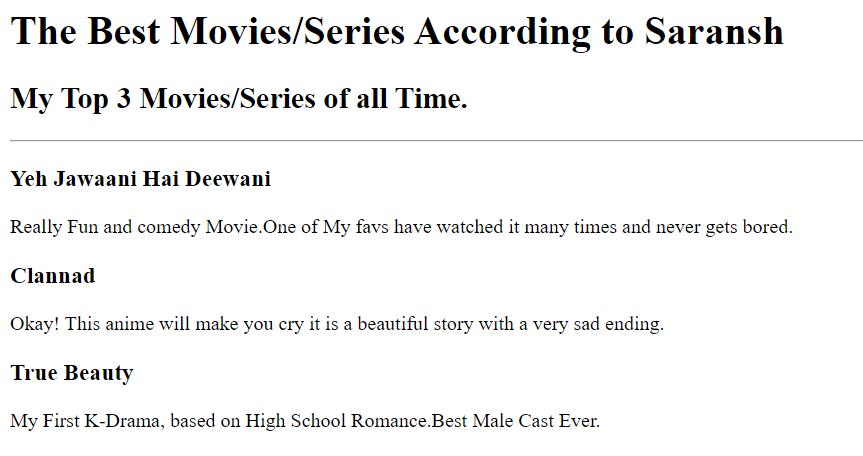 The Best Movies/Series According to Saransh
My Top 3 Movies/Series of all Time.
Yeh Jawaani Hai Deewani
Really Fun and comedy Movie.One of My favs have watched it many times and never gets bored.
Clannad
Okay! This anime will make you cry it is a beautiful story with a very sad ending.
True Beauty
My First K-Drama, based on High School Romance.Best Male Cast Ever.